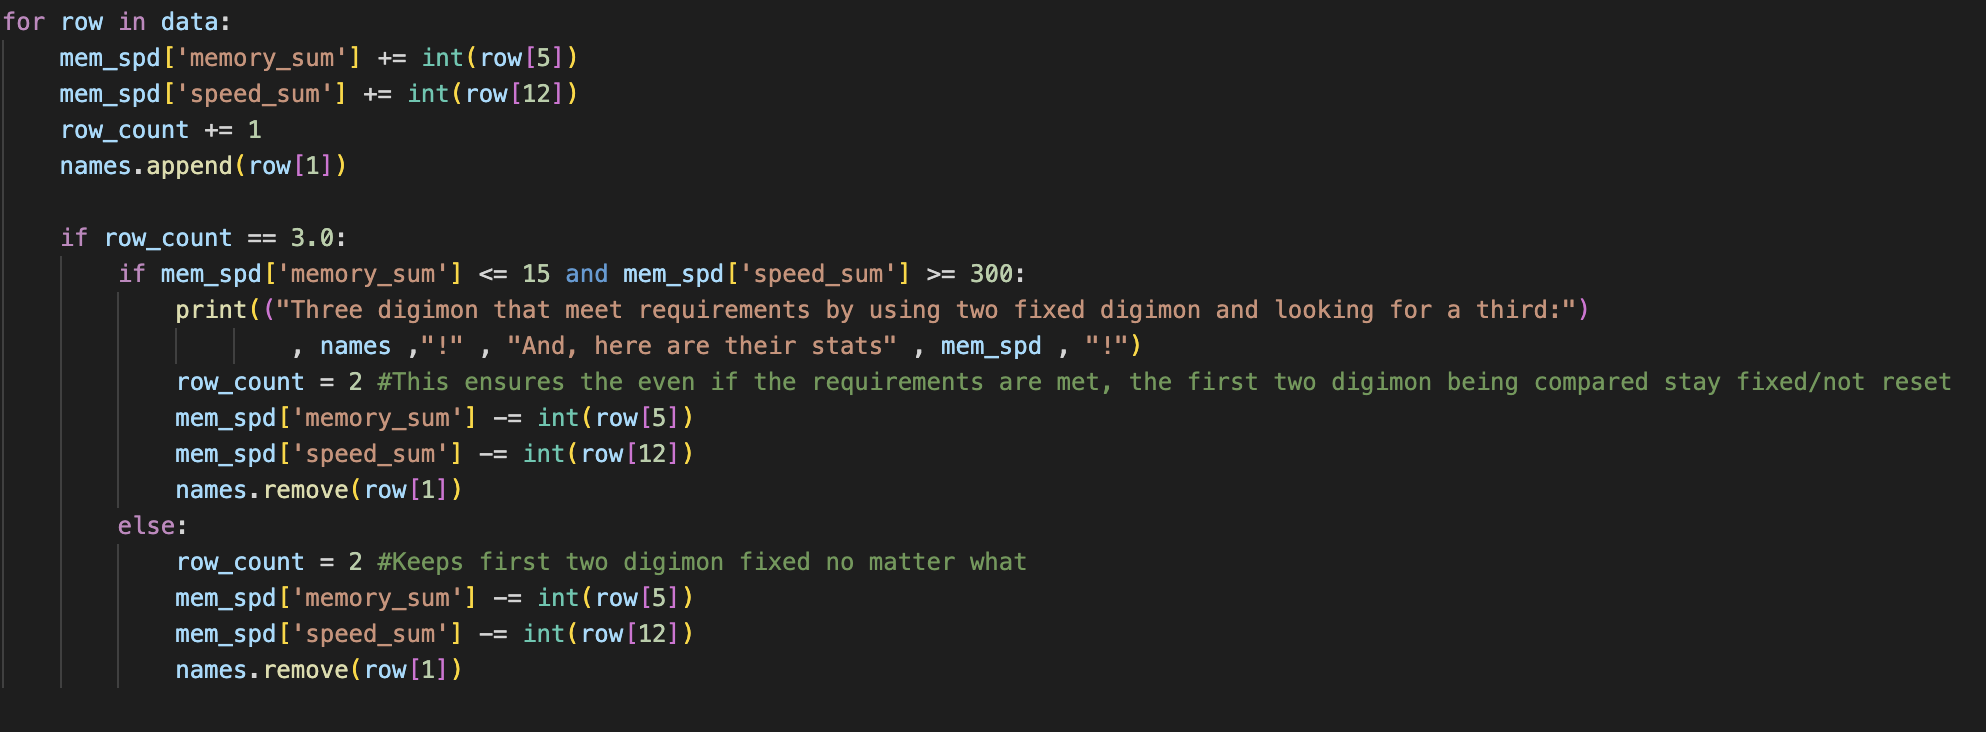 for row in data:
    mem_spd['memory_sum'] += int(row[5])
    mem_spd['speed_sum'] += int(row[12])
    row_count += 1
    names.append(row[1])

    if row_count == 3.0:
        if mem_spd['memory_sum'] <= 15 and mem_spd['speed_sum'] >= 300:
            print(("Three digimon that meet requirements by using two fixed digimon and looking for a third:")
                    , names ,"!" , "And, here are their stats" , mem_spd , "!")
            row_count = 2 #This ensures the even if the requirements are met, the first two digimon being compared stay fixed/not reset
            mem_spd['memory_sum'] -= int(row[5])
            mem_spd['speed_sum'] -= int(row[12])
            names.remove(row[1])
        else:
            row_count = 2 #Keeps first two digimon fixed no matter what
            mem_spd['memory_sum'] -= int(row[5])
            mem_spd['speed_sum'] -= int(row[12])
            names.remove(row[1])